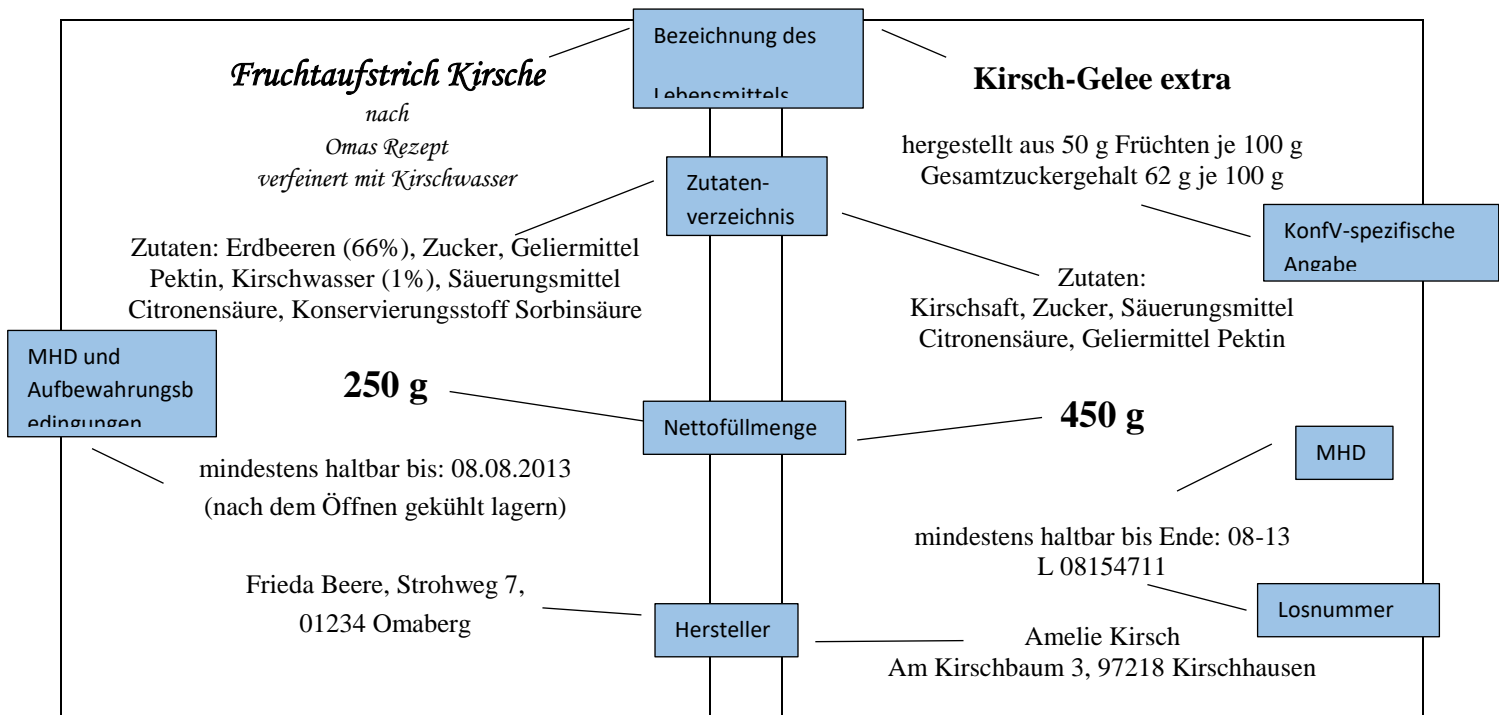 Bezeichnung des
Lebensmittels
Fruchtaufstrich Kirsche
nach
Omas Rezept
verfeinert mit Kirschwasser
Zutaten: Erdbeeren (66%), Zucker, Geliermittel
Pektin, Kirschwasser (1%), Säuerungsmittel
Citronensäure, Konservierungsstoff Sorbinsäure
250 g
mindestens haltbar bis: 08.08.2013
(nach dem Öffnen gekühlt lagern)
Frieda Beere, Strohweg 7,
01234 Omaberg
MHD und
Aufbewahrungsb
edingungen
Zutaten-
verzeichnis
Nettofüllmenge
Hersteller
Kirsch-Gelee extra
hergestellt aus 50 g Früchten je 100 g
Gesamtzuckergehalt 62 g je 100 g
KonfV-spezifische
Angabe
Zutaten:
Kirschsaft, Zucker, Säuerungsmittel
Citronensäure, Geliermittel Pektin
450 g
MHD
mindestens haltbar bis Ende: 08-13
L 08154711
Losnummer
Amelie Kirsch
Am Kirschbaum 3, 97218 Kirschhausen